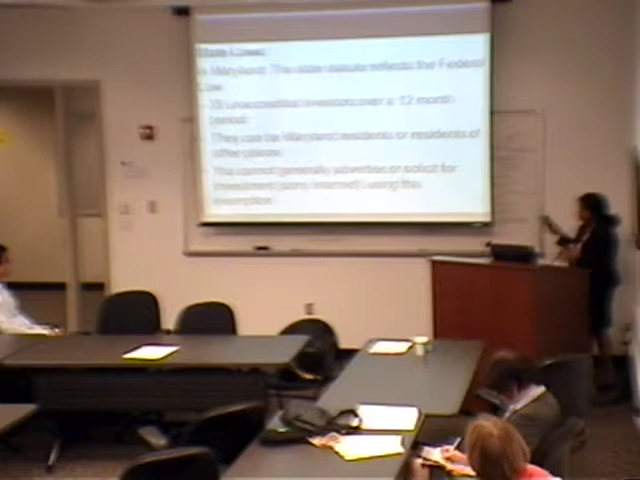 State Laws:
In Maryland: The state statute reflects the Federal
Law.
35 unaccredited investors over a 12 month
period.
They can be Maryland residents or residents of
other places.
You cannot generally advertise or solicit for
investment (sorry internet!) using this
exemption.